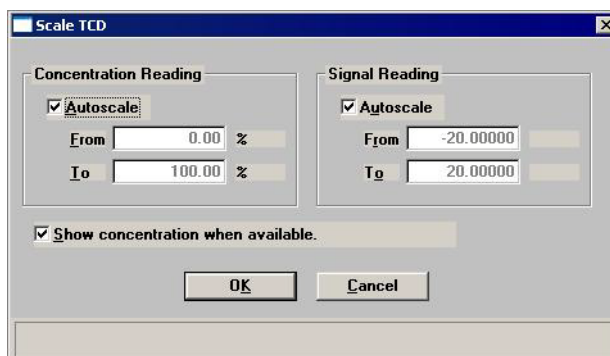 Scale TCD
Concentration Reading
Autoscale
From 0.00 %
To 100.00 %
Signal Reading
Autoscale
From -20.00000
To 20.00000
Show concentration when available.
OK Cancel